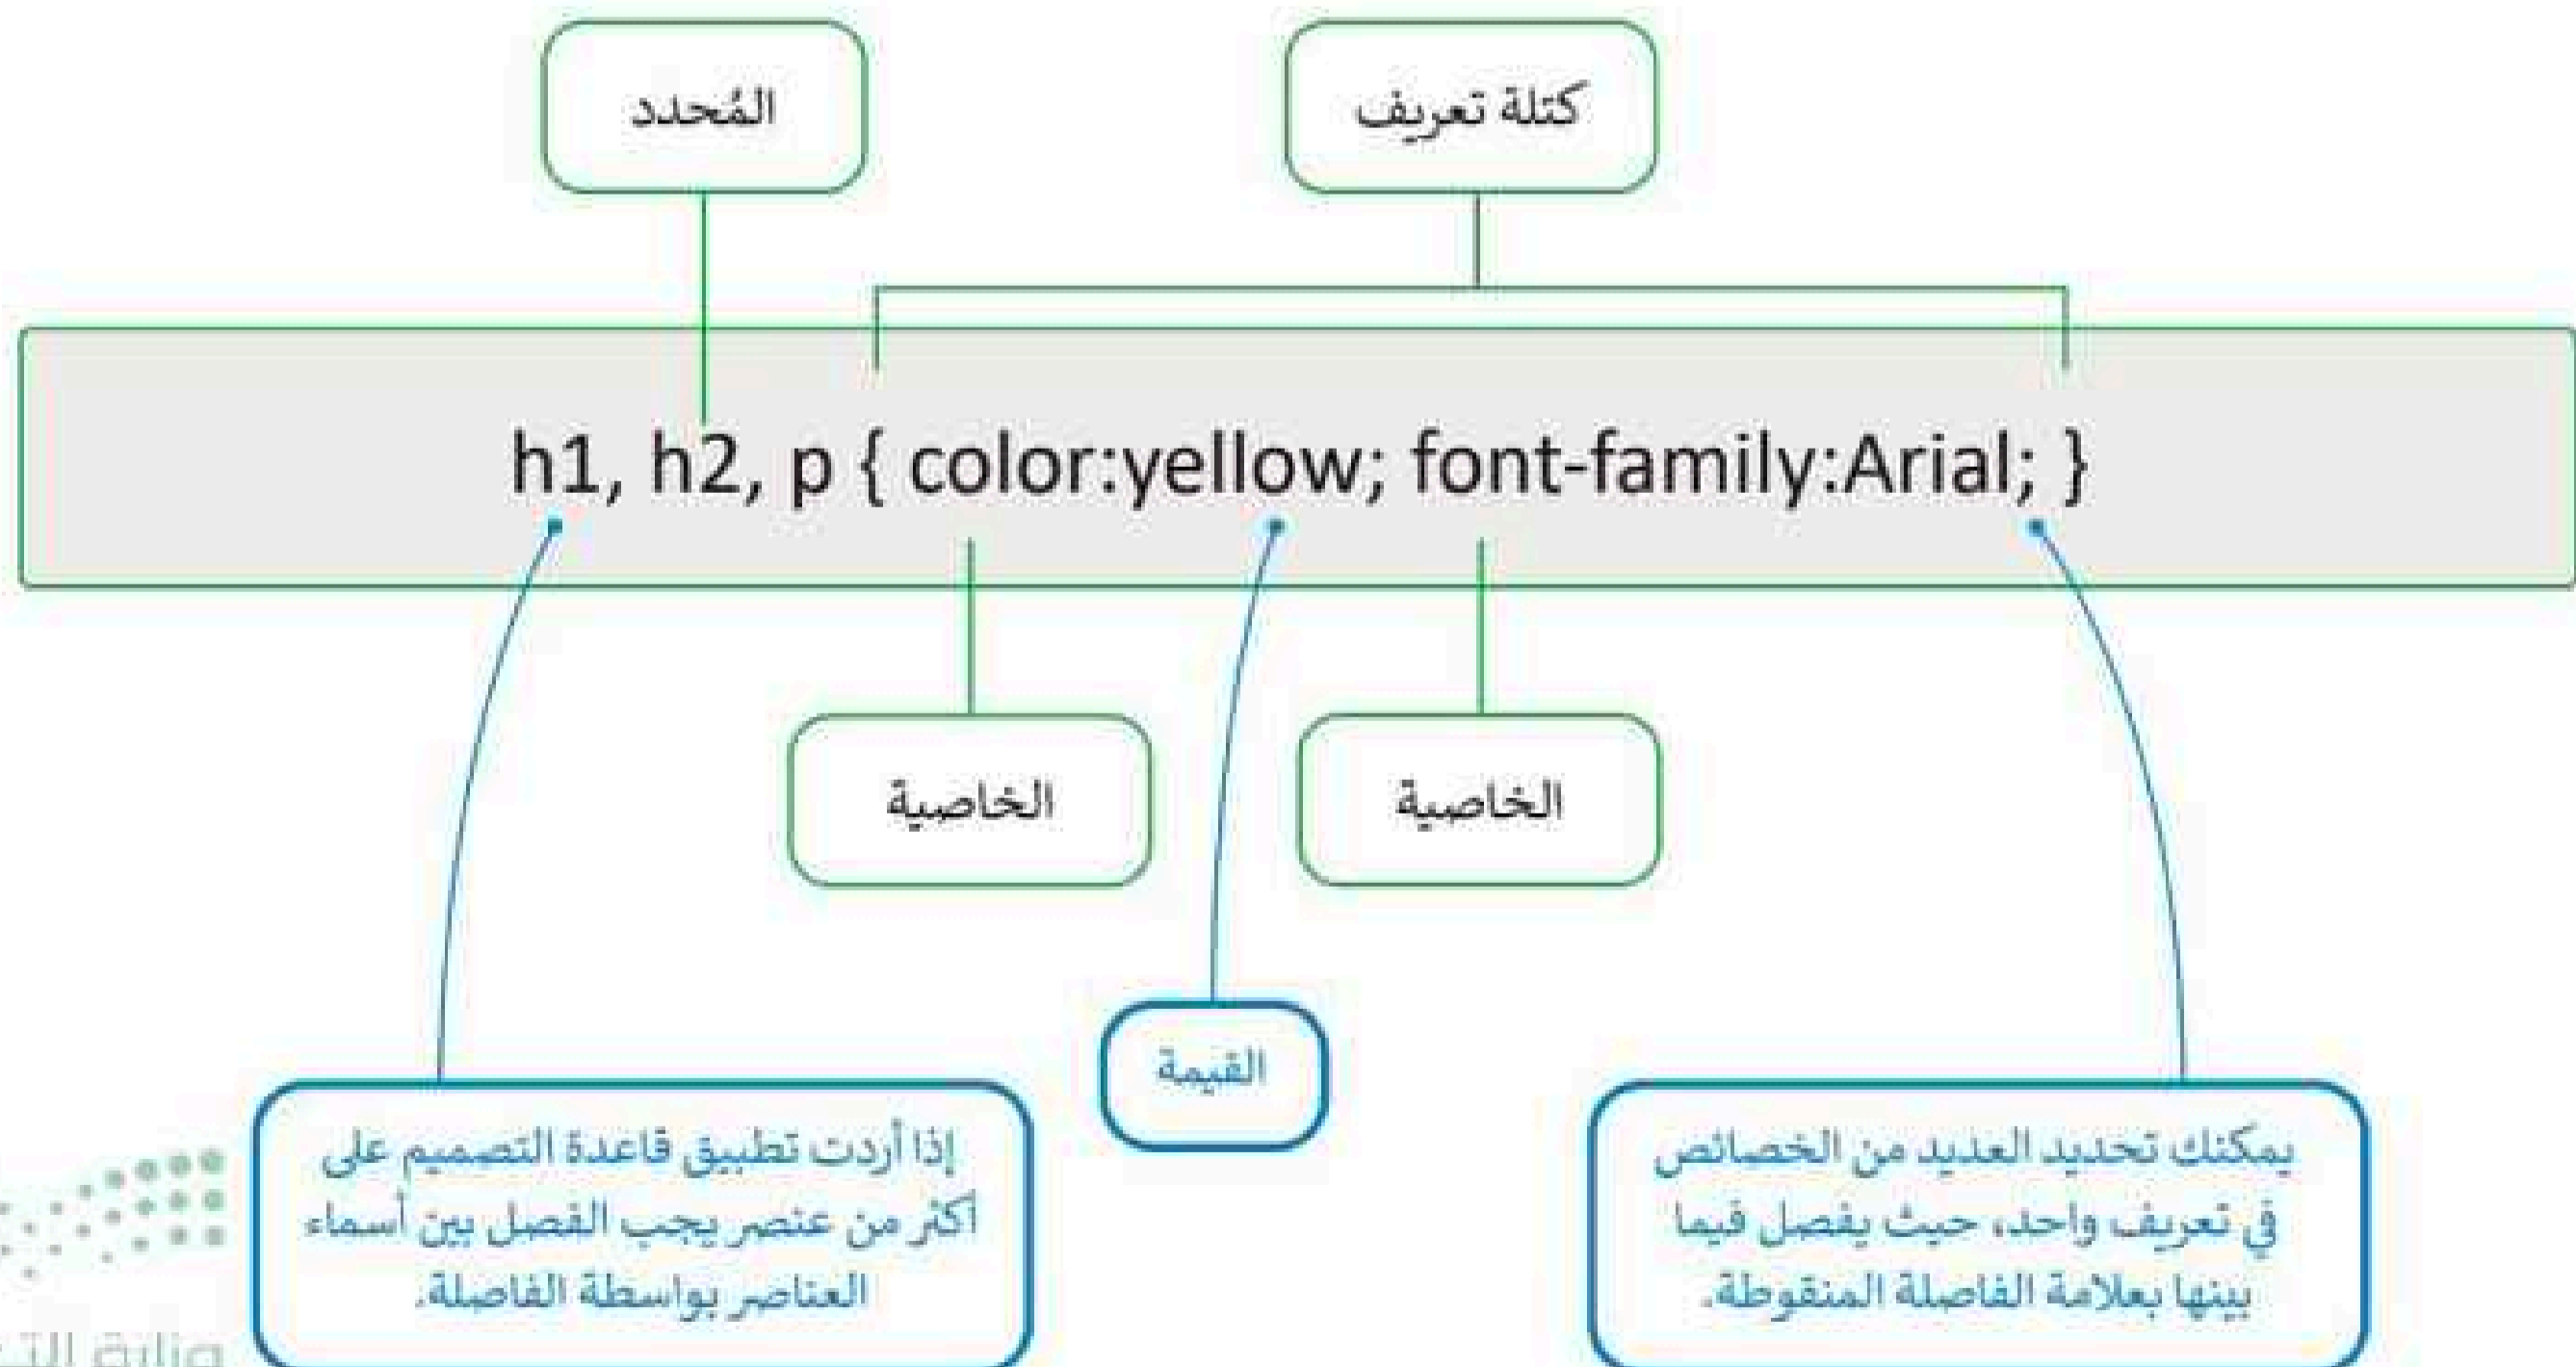 المُحدد
كتلة تعريف
h1, h2, p { color:yellow; font-family:Arial; }
الخاصية
الخاصية
القيمة
إذا أردت تطبيق قاعدة التصميم على
أكثر من عنصر يجب الفصل بين أسماء
العناصر بواسطة الفاصلة.
يمكنك تحديد العديد من الخصائص
في تعريف واحد، حيث يفصل فيما
بينها بعلامة الفاصلة المنقوطة.
وزارة